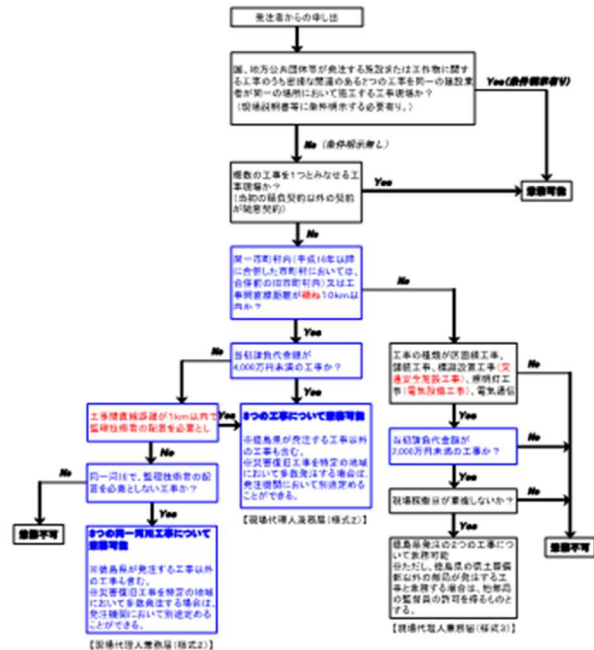 発注者からの申し出
国、地方公共団体等が発注する施設または工作物に関
する工事のうち密接な関連のある2つの工事を同一の建設業
者が同一の場所において施工する工事現場か?
(現場説明書等に条件明示する必要有り。)
Yes(条件明示有り)
No (条件明示無し)
複数の工事を1つとみなせる工
事現場か?
(当初の請負契約以外の契約
が随意契約)
Yes
兼務可能
No
同一市町村内(平成16年以降
に合併した市町村においては、
合併前の旧市町村内)又は工
事間直線距離が概ね10km以
内か?
No
Yes
当初請負代金額が
4,000万円未満の工事か?
No
Yes
工事の種類が区画線工事、
舗装工事、標識設置工事(交
通安全施設工事)、照明灯工
事(電気設備工事)、電気通信
No
Yes
工事間直線距離が1km以内で
監理技術者の配置を必要とし
Yes
No
3つの工事について兼務可能
※徳島県が発注する工事以外
の工事も含む。
※災害復旧工事を特定の地域
において多数発注する場合は、
発注機関において別途定める
ことができる。
【現場代理人兼務届(様式2)】
当初請負代金額が
2,000万円未満の工事か?
No
Yes
同一河川で、監理技術者の配
置を必要としない工事か?
No
Yes
兼務不可
現場稼働日が重複しないか?
No
Yes
兼務不可
3つの同一河川工事について
兼務可能
※徳島県が発注する工事以外
の工事も含む。
※災害復旧工事を特定の地域
において多数発注する場合は、
発注機関において別途定める
ことができる。
【現場代理人兼務届(様式2)】
徳島県発注の2つの工事につ
いて兼務可能
※ただし、徳島県の県土整備
部以外の部局が発注する工
事と兼務する場合は、他部局
の監督員の許可を得るものと
する。
【現場代理人兼務届(様式3)】